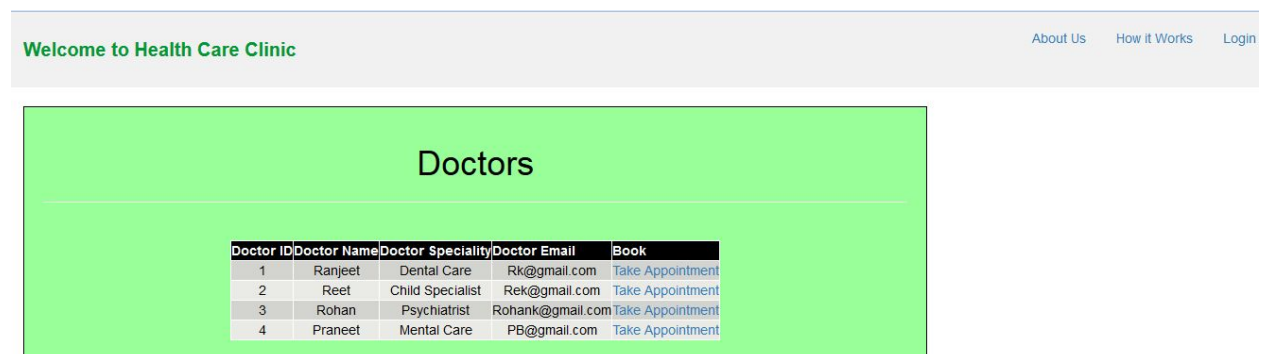 Welcome to Health Care Clinic
About Us How it Works Login
Doctors
Doctor ID Doctor Name Doctor Speciality Doctor Email Book
1 Ranjeet Dental Care Rk@gmail.com Take Appointment
2 Reet Child Specialist Rek@gmail.com Take Appointment
3 Rohan Psychiatrist Rohank@gmail.com Take Appointment
4 Praneet Mental Care PB@gmail.com Take Appointment